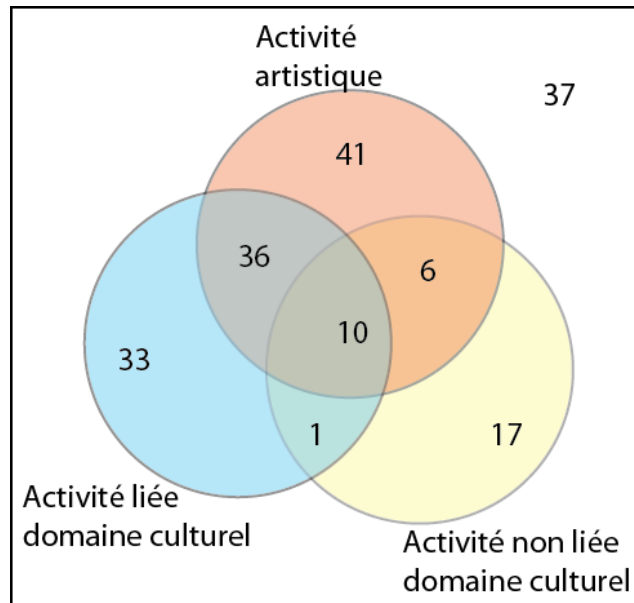 Activité
artistique
37
41
36
6
10
33
1
17
Activité liée
domaine culturel
Activité non liée
domaine culturel